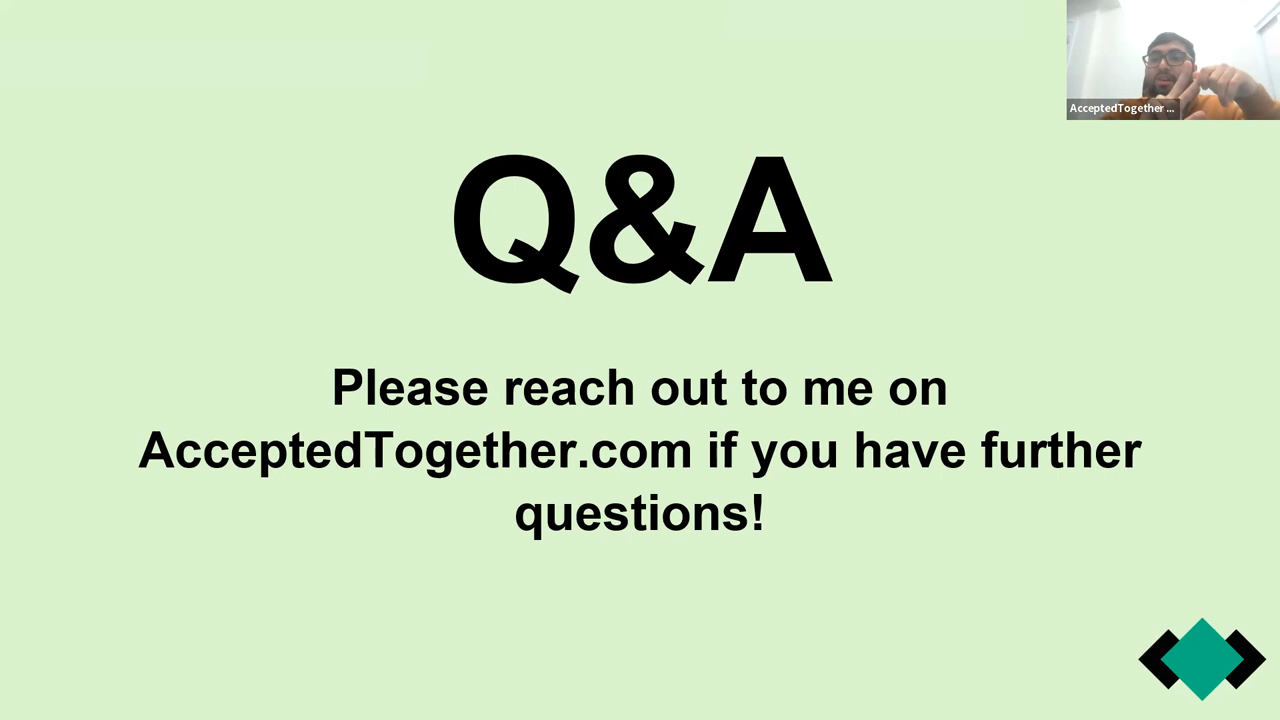 AcceptedTogether ...
Q&A
Please reach out to me on
AcceptedTogether.com if you have further
questions!